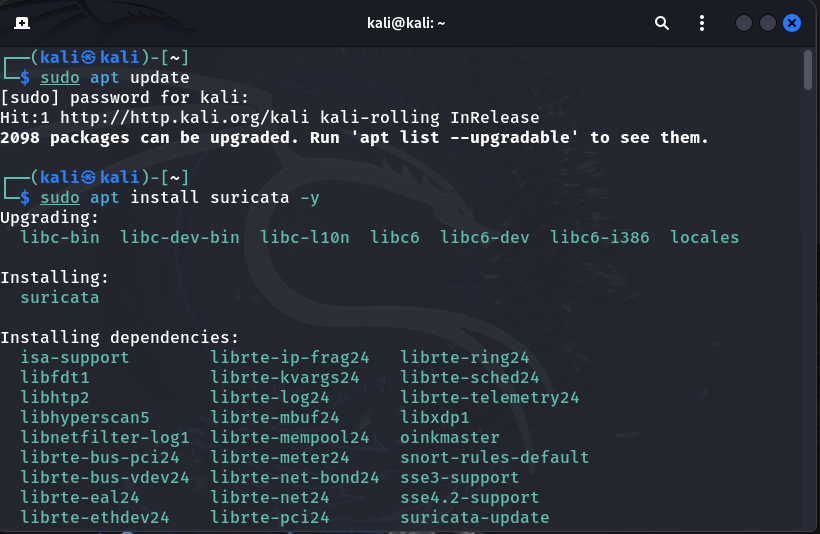 kali@kali: ~
┌──(kali㉿kali)-[~]
└─$ sudo apt update
[sudo] password for kali:
Hit:1 http://http.kali.org/kali kali-rolling InRelease
2098 packages can be upgraded. Run 'apt list --upgradable' to see them.
┌──(kali㉿kali)-[~]
└─$ sudo apt install suricata -y
Upgrading:
libc-bin libc-dev-bin libc-l10n libc6 libc6-dev libc6-i386 locales
Installing:
suricata
Installing dependencies:
isa-support librte-ip-frag24 librte-ring24
libfdt1 librte-kvargs24 librte-sched24
libhtp2 librte-log24 librte-telemetry24
libhyperscan5 librte-mbuf24 libxdp1
libnetfilter-log1 librte-mempool24 oinkmaster
librte-bus-pci24 librte-meter24 snort-rules-default
librte-bus-vdev24 librte-net-bond24 sse3-support
librte-eal24 librte-net24 sse4.2-support
librte-ethdev24 librte-pci24 suricata-update